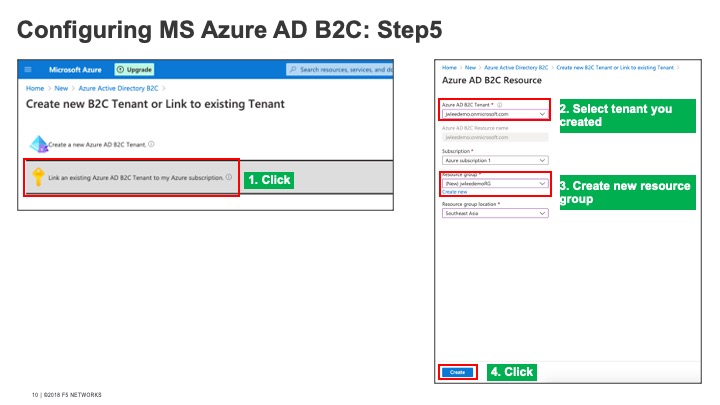 Configuring MS Azure AD B2C: Step5
Microsoft Azure
Upgrade
Search resources, services, and do
Home > New > Azure Active Directory B2C >
Create new B2C Tenant or Link to existing Tenant
Create a new Azure AD B2C Tenant.
Link an existing Azure AD B2C Tenant to my Azure subscription.
1. Click
Home > New > Azure Active Directory B2C > Create new B2C Tenant or Link to existing Tenant >
Azure AD B2C Resource
Azure AD B2C Tenant *
jwleedemo.onmicrosoft.com
2. Select tenant you
created
Azure AD B2C Resource name
jwleedemo.onmicrosoft.com
Subscription *
Azure subscription 1
Resource group *
(New) jwleedemoRG
Create new
3. Create new resource
group
Resource group location *
Southeast Asia
Create
4. Click
10 | ©2018 F5 NETWORKS